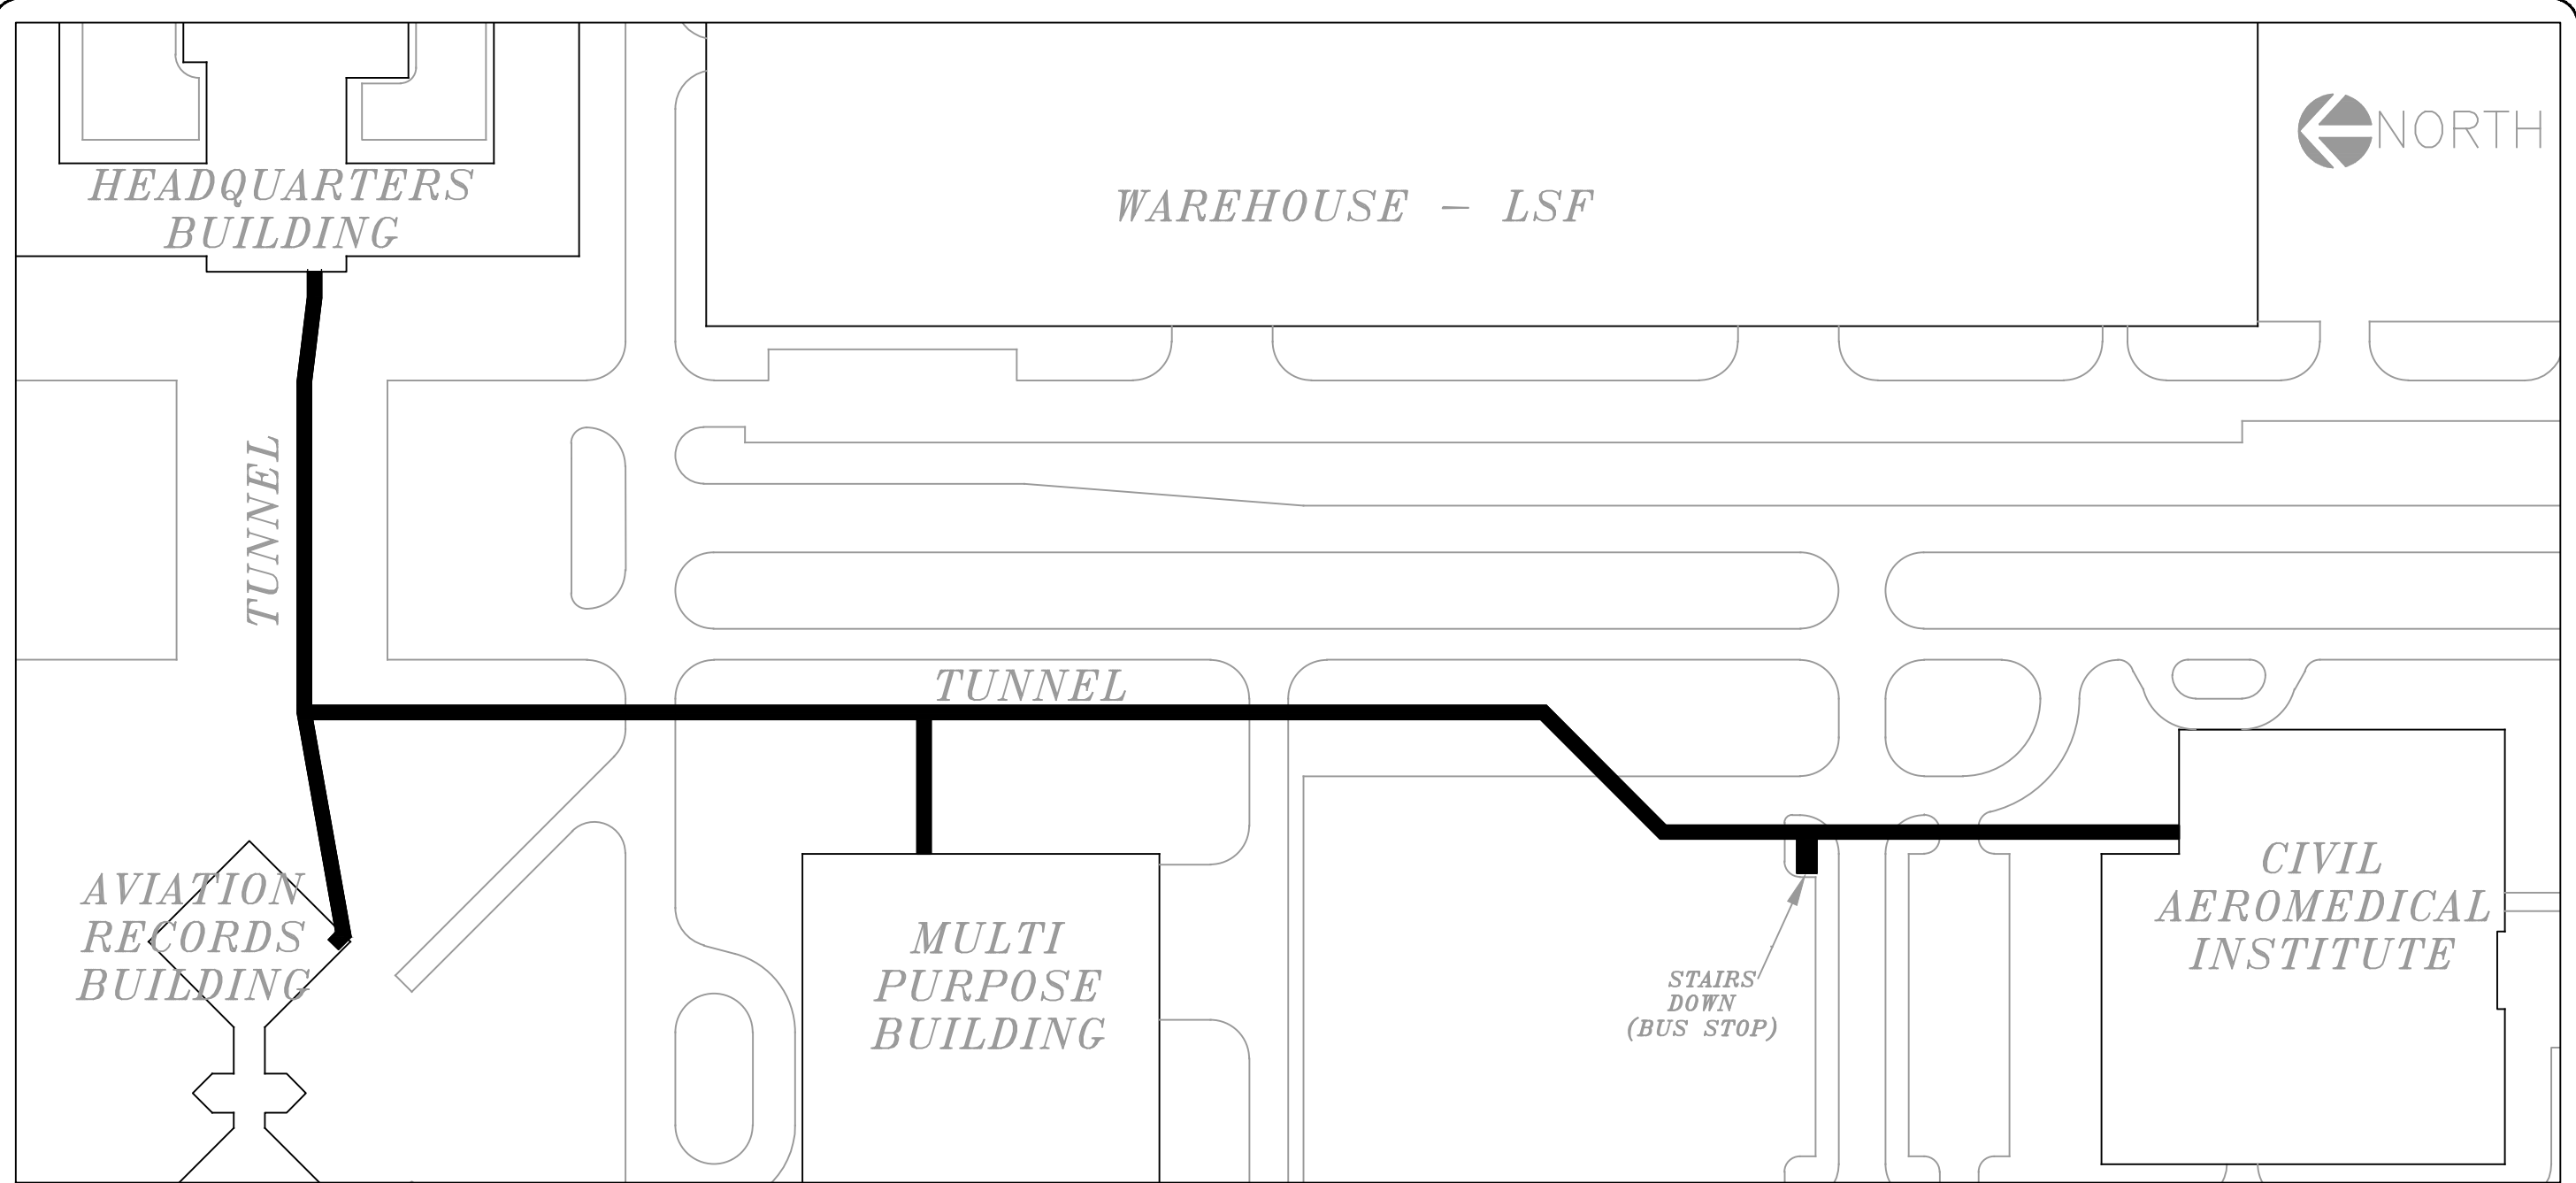 HEADQUARTERS
BUILDING
WAREHOUSE - LSF
NORTH
TUNNEL
TUNNEL
AVIATION
RECORDS
BUILDING
MULTI
PURPOSE
BUILDING
STAIRS
DOWN
(BUS STOP)
CIVIL
AEROMEDICAL
INSTITUTE